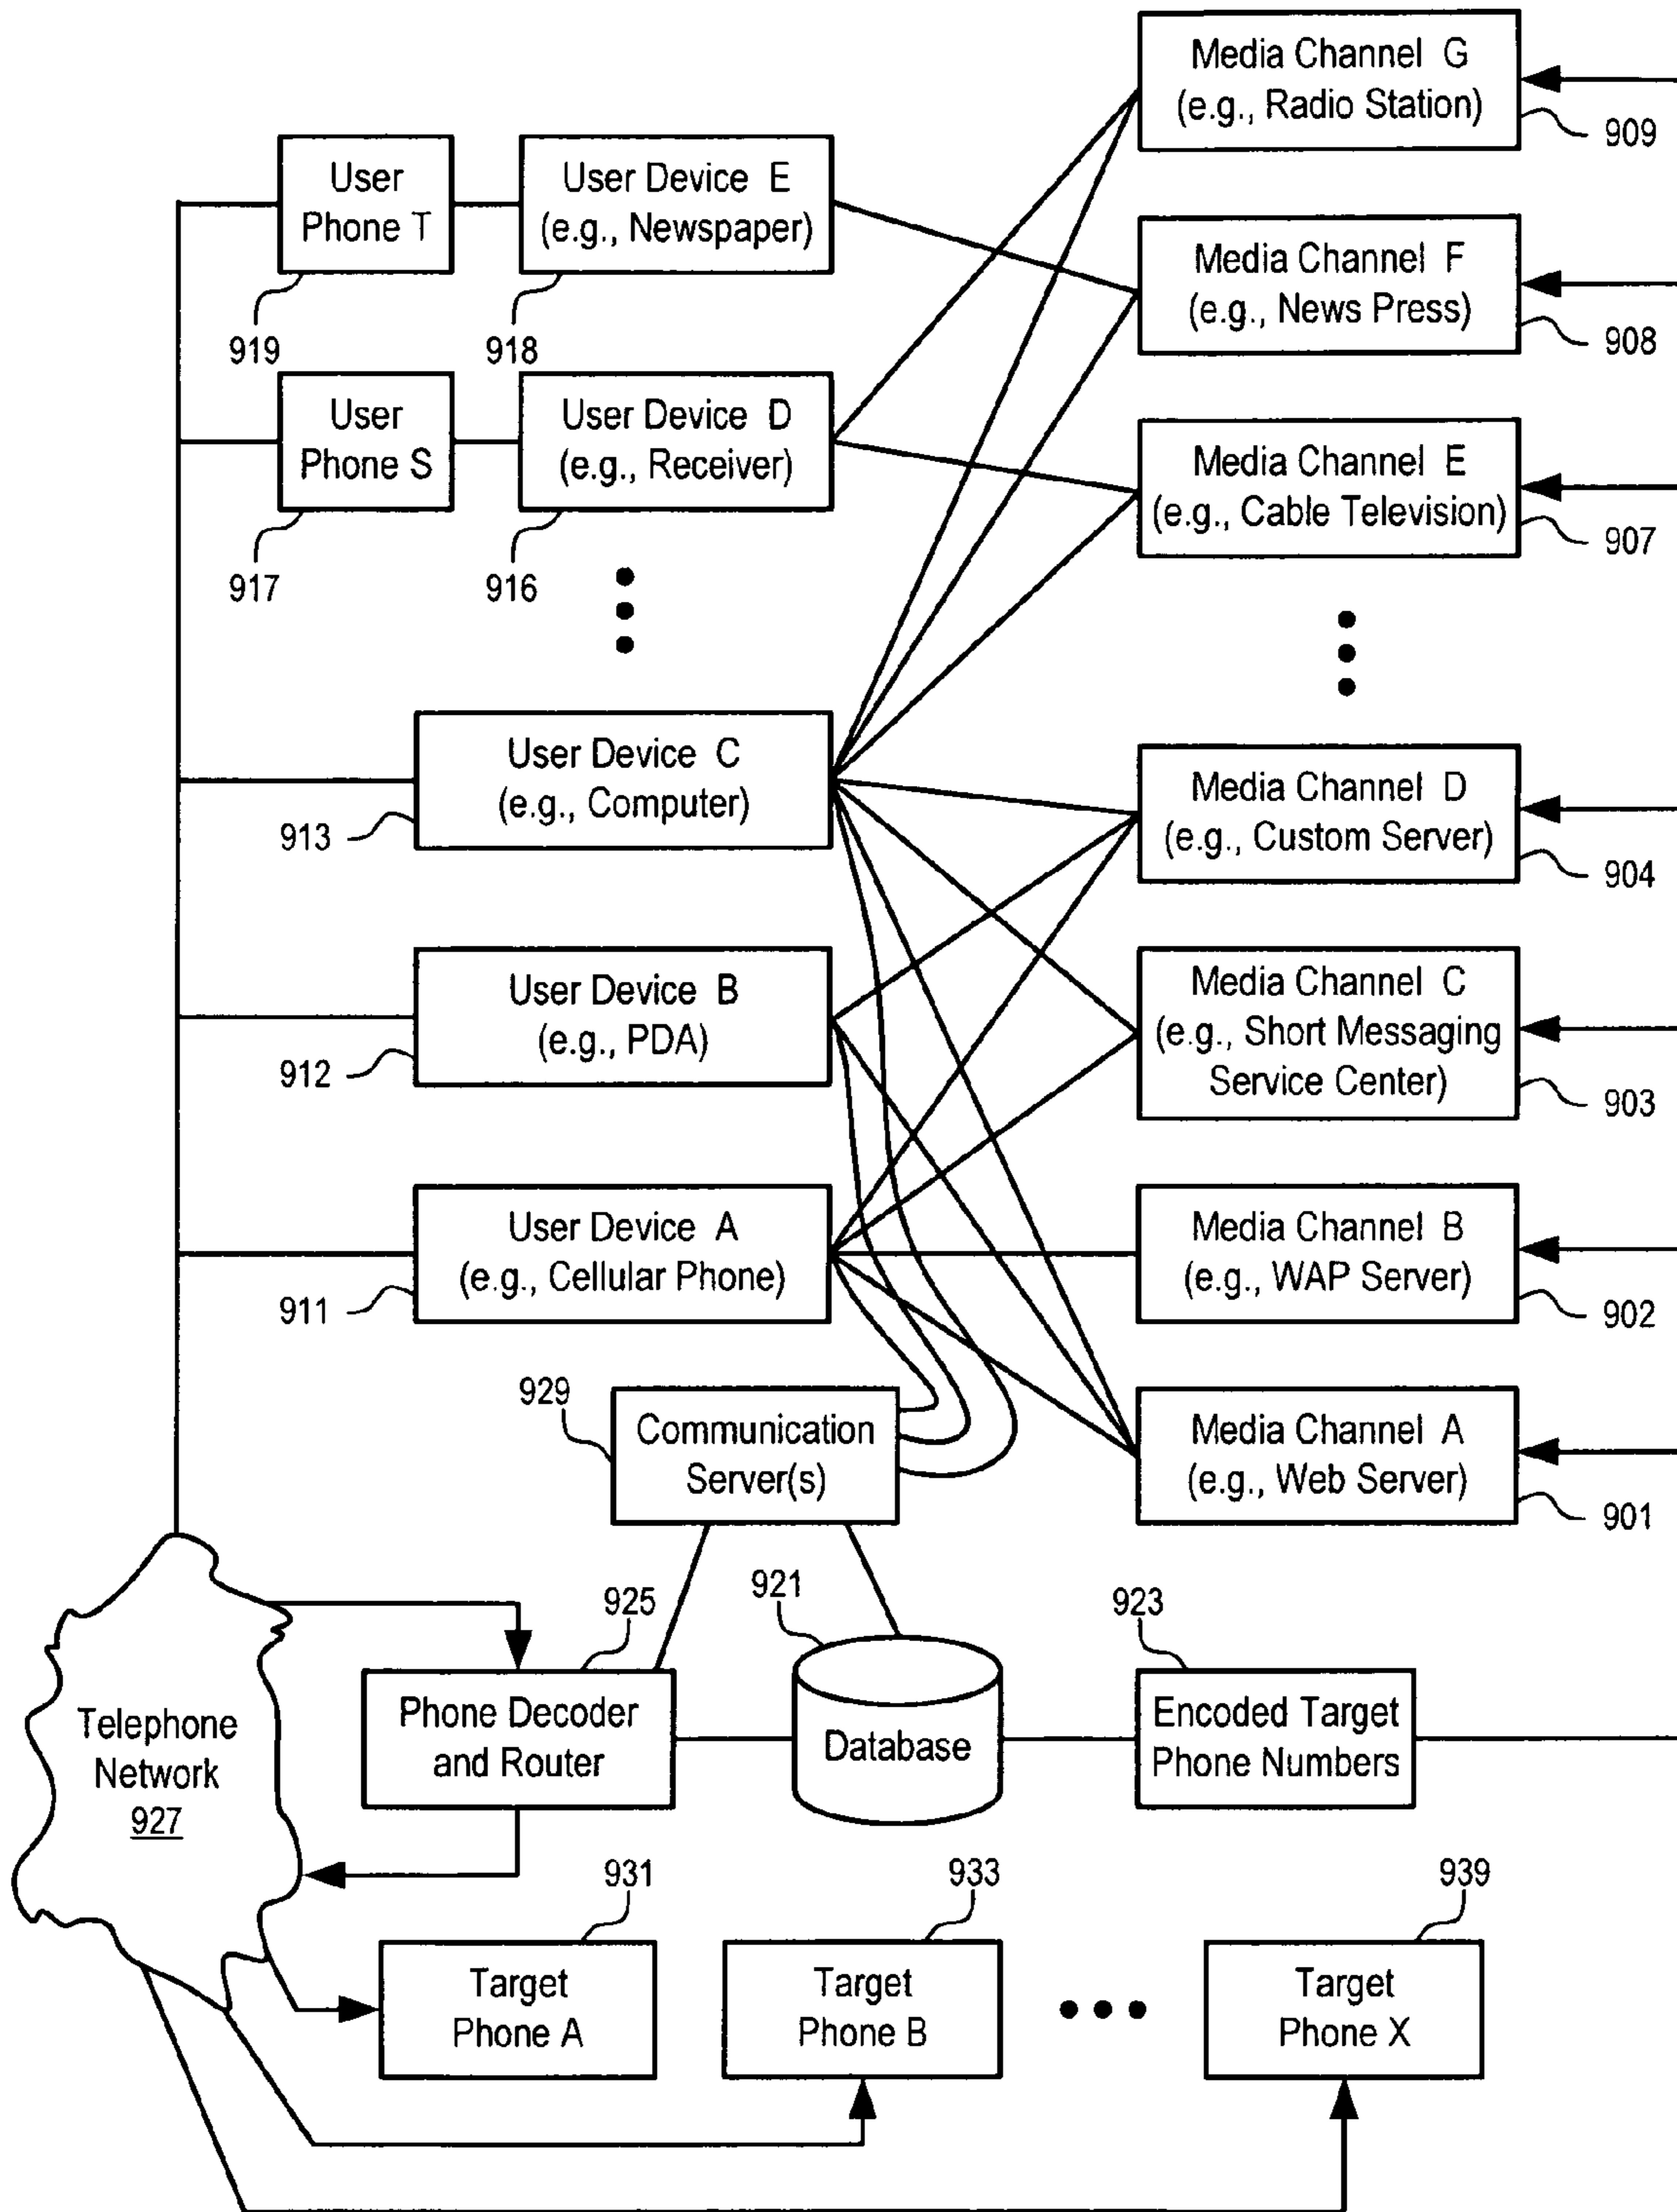 Media Channel G
(e.g., Radio Station)
909
User
Phone T
919
User Device E
(e.g., Newspaper)
918
Media Channel F
(e.g., News Press)
908
User
Phone S
917
User Device D
(e.g., Receiver)
916
Media Channel E
(e.g., Cable Television)
907
User Device C
(e.g., Computer)
913
Media Channel D
(e.g., Custom Server)
904
User Device B
(e.g., PDA)
912
Media Channel C
(e.g., Short Messaging
Service Center)
903
User Device A
(e.g., Cellular Phone)
911
Media Channel B
(e.g., WAP Server)
902
929
Communication
Server(s)
Media Channel A
(e.g., Web Server)
901
Telephone
Network
927
925
Phone Decoder
and Router
921
Database
923
Encoded Target
Phone Numbers
931
Target
Phone A
933
Target
Phone B
939
Target
Phone X